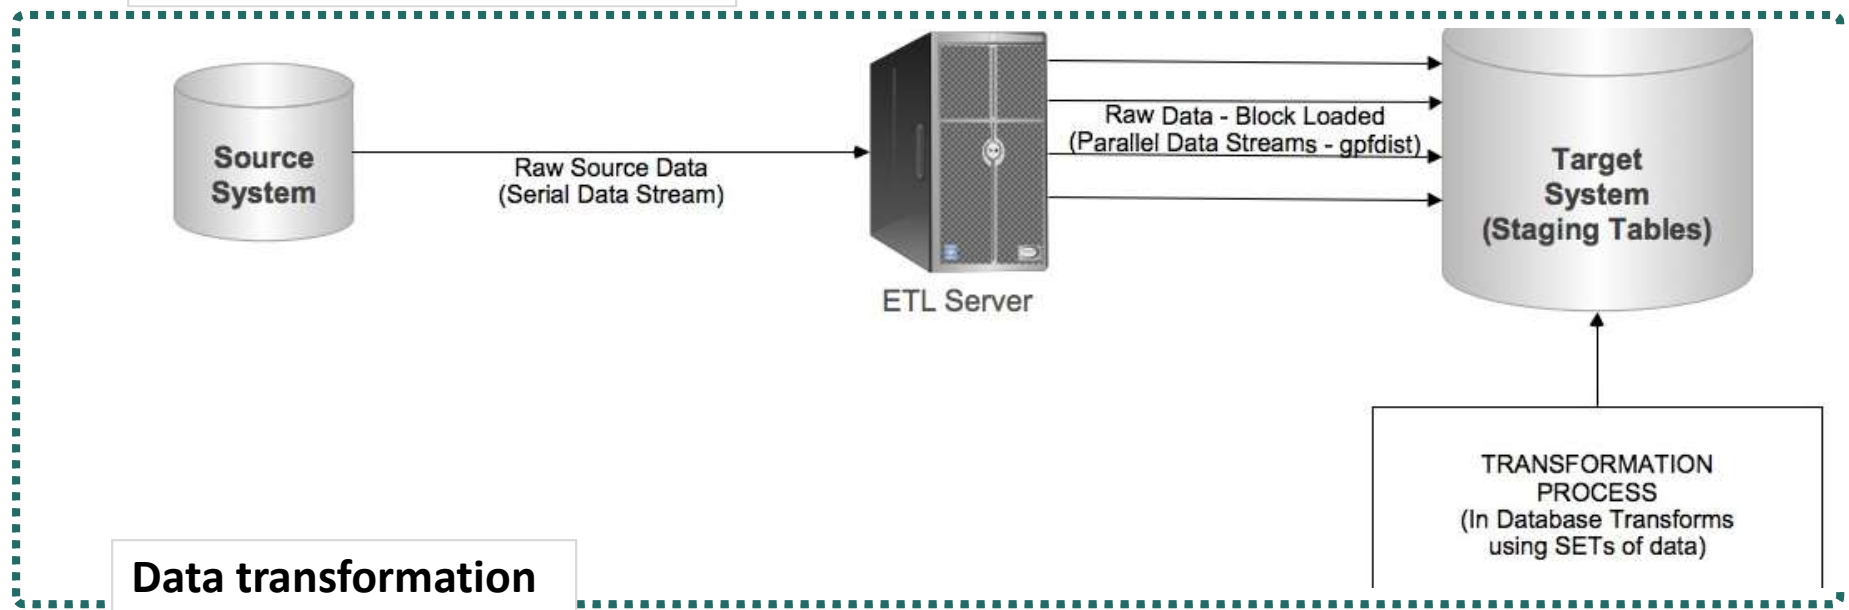 Source
System
Raw Source Data
(Serial Data Stream)
ETL Server
Raw Data - Block Loaded
(Parallel Data Streams - gpfdist)
Target
System
(Staging Tables)
TRANSFORMATION
PROCESS
(In Database Transforms
using SETs of data)
Data transformation